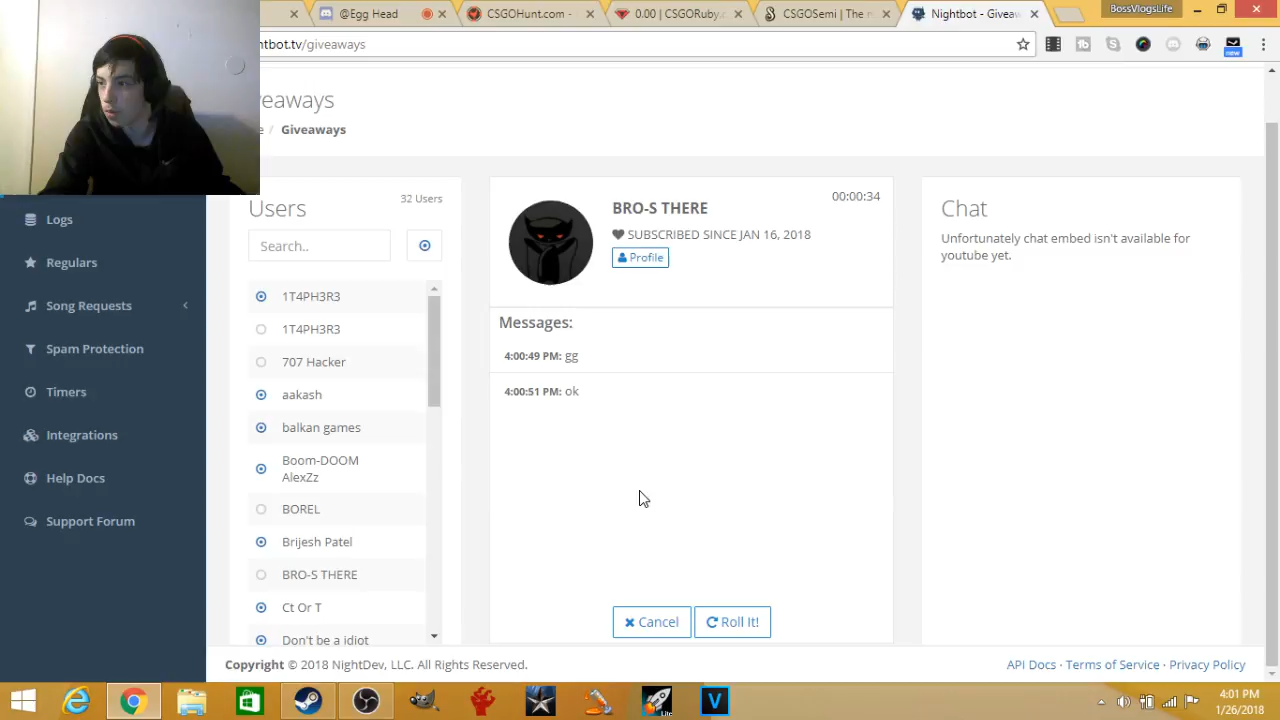 @Egg Head
CSGOHunt.com -
0.00 | CSGORuby.c
CSGOSemi | The n
Nightbot - Giveaw
BossVlogsLife
ntbot.tv/giveaways
new
veaways
e / Giveaways
Logs
Regulars
Song Requests
Spam Protection
Timers
Integrations
Help Docs
Support Forum
Users
32 Users
Search..
1T4PH3R3
1T4PH3R3
707 Hacker
aakash
balkan games
Boom-DOOM
AlexZz
BOREL
Brijesh Patel
BRO-S THERE
Ct Or T
Don't be a idiot
BRO-S THERE
00:00:34
SUBSCRIBED SINCE JAN 16, 2018
Profile
Messages:
4:00:49 PM: gg
4:00:51 PM: ok
Cancel
Roll It!
Chat
Unfortunately chat embed isn't available for
youtube yet.
Copyright © 2018 NightDev, LLC. All Rights Reserved.
API Docs · Terms of Service · Privacy Policy
Lite
4:01 PM
1/26/2018